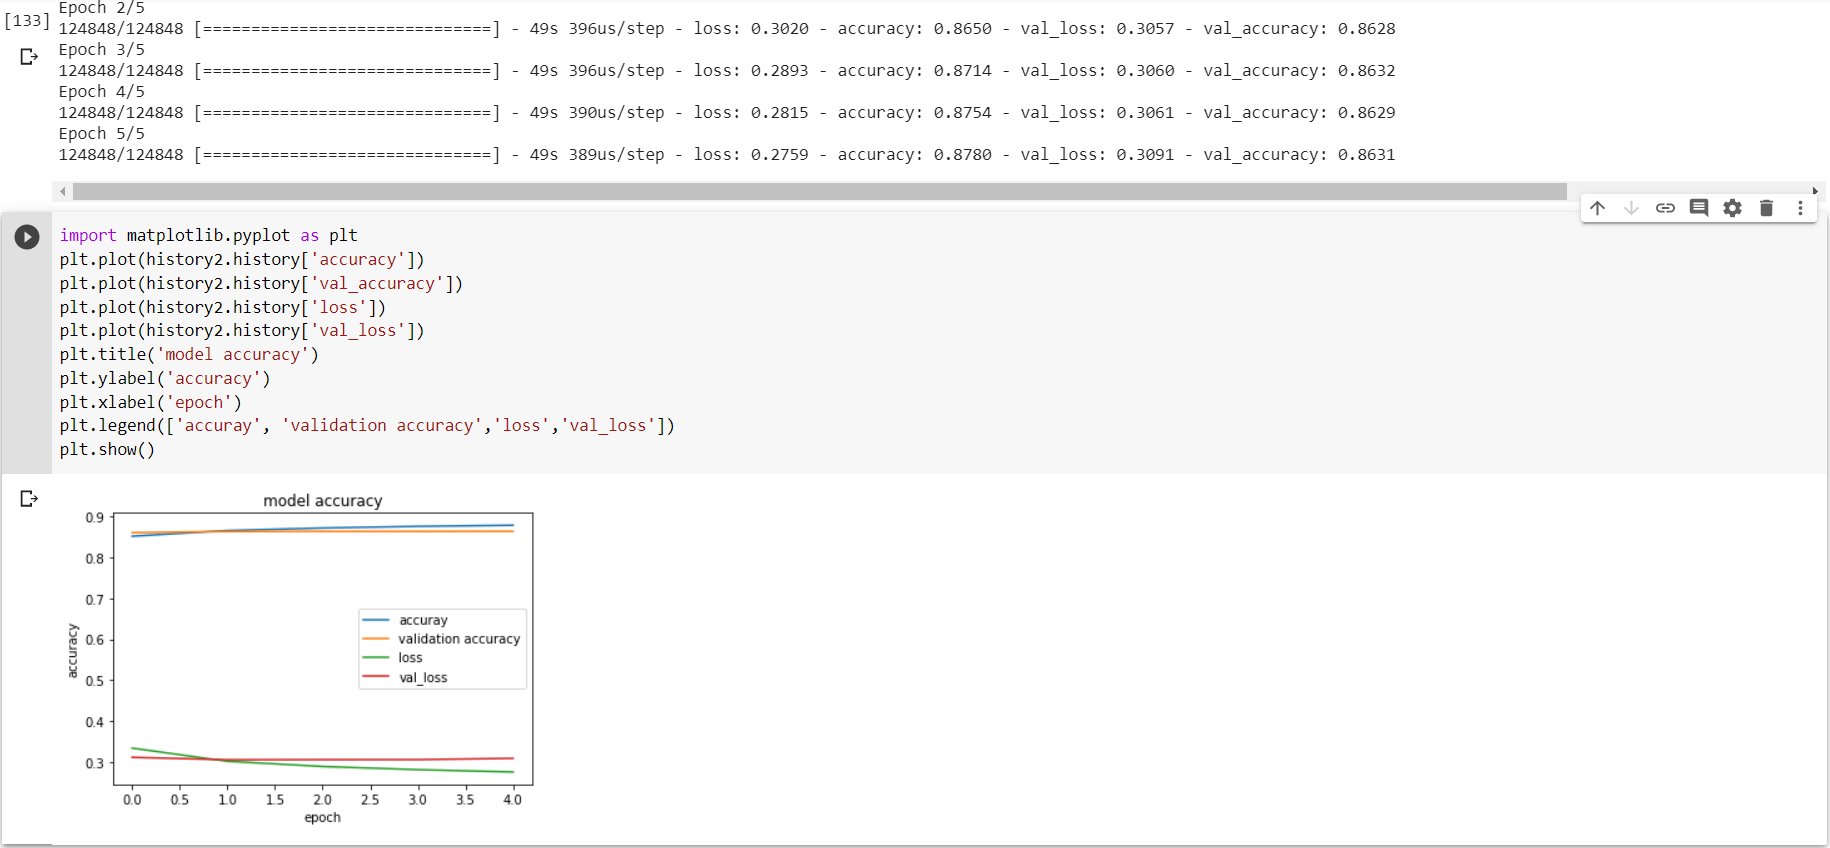 Epoch 2/5
[133]
124848/124848 [==============================] - 49s 396us/step - loss: 0.3020 - accuracy: 0.8650 - val_loss: 0.3057 - val_accuracy: 0.8628
Epoch 3/5
124848/124848 [==============================] - 49s 396us/step - loss: 0.2893 - accuracy: 0.8714 - val_loss: 0.3060 - val_accuracy: 0.8632
Epoch 4/5
124848/124848 [==============================] - 49s 390us/step - loss: 0.2815 - accuracy: 0.8754 - val_loss: 0.3061 - val_accuracy: 0.8629
Epoch 5/5
124848/124848 [==============================] - 49s 389us/step - loss: 0.2759 - accuracy: 0.8780 - val_loss: 0.3091 - val_accuracy: 0.8631
import matplotlib.pyplot as plt
plt.plot(history2.history['accuracy'])
plt.plot(history2.history['val_accuracy'])
plt.plot(history2.history['loss'])
plt.plot(history2.history['val_loss'])
plt.title('model accuracy')
plt.ylabel('accuracy')
plt.xlabel('epoch')
plt.legend(['accuray', 'validation accuracy','loss','val_loss'])
plt.show()
model accuracy
0.9
0.8
0.7
0.6
0.5
0.4
0.3
accuracy
accuray
validation accuracy
loss
val_loss
0.0 0.5 1.0 1.5 2.0 2.5 3.0 3.5 4.0
epoch